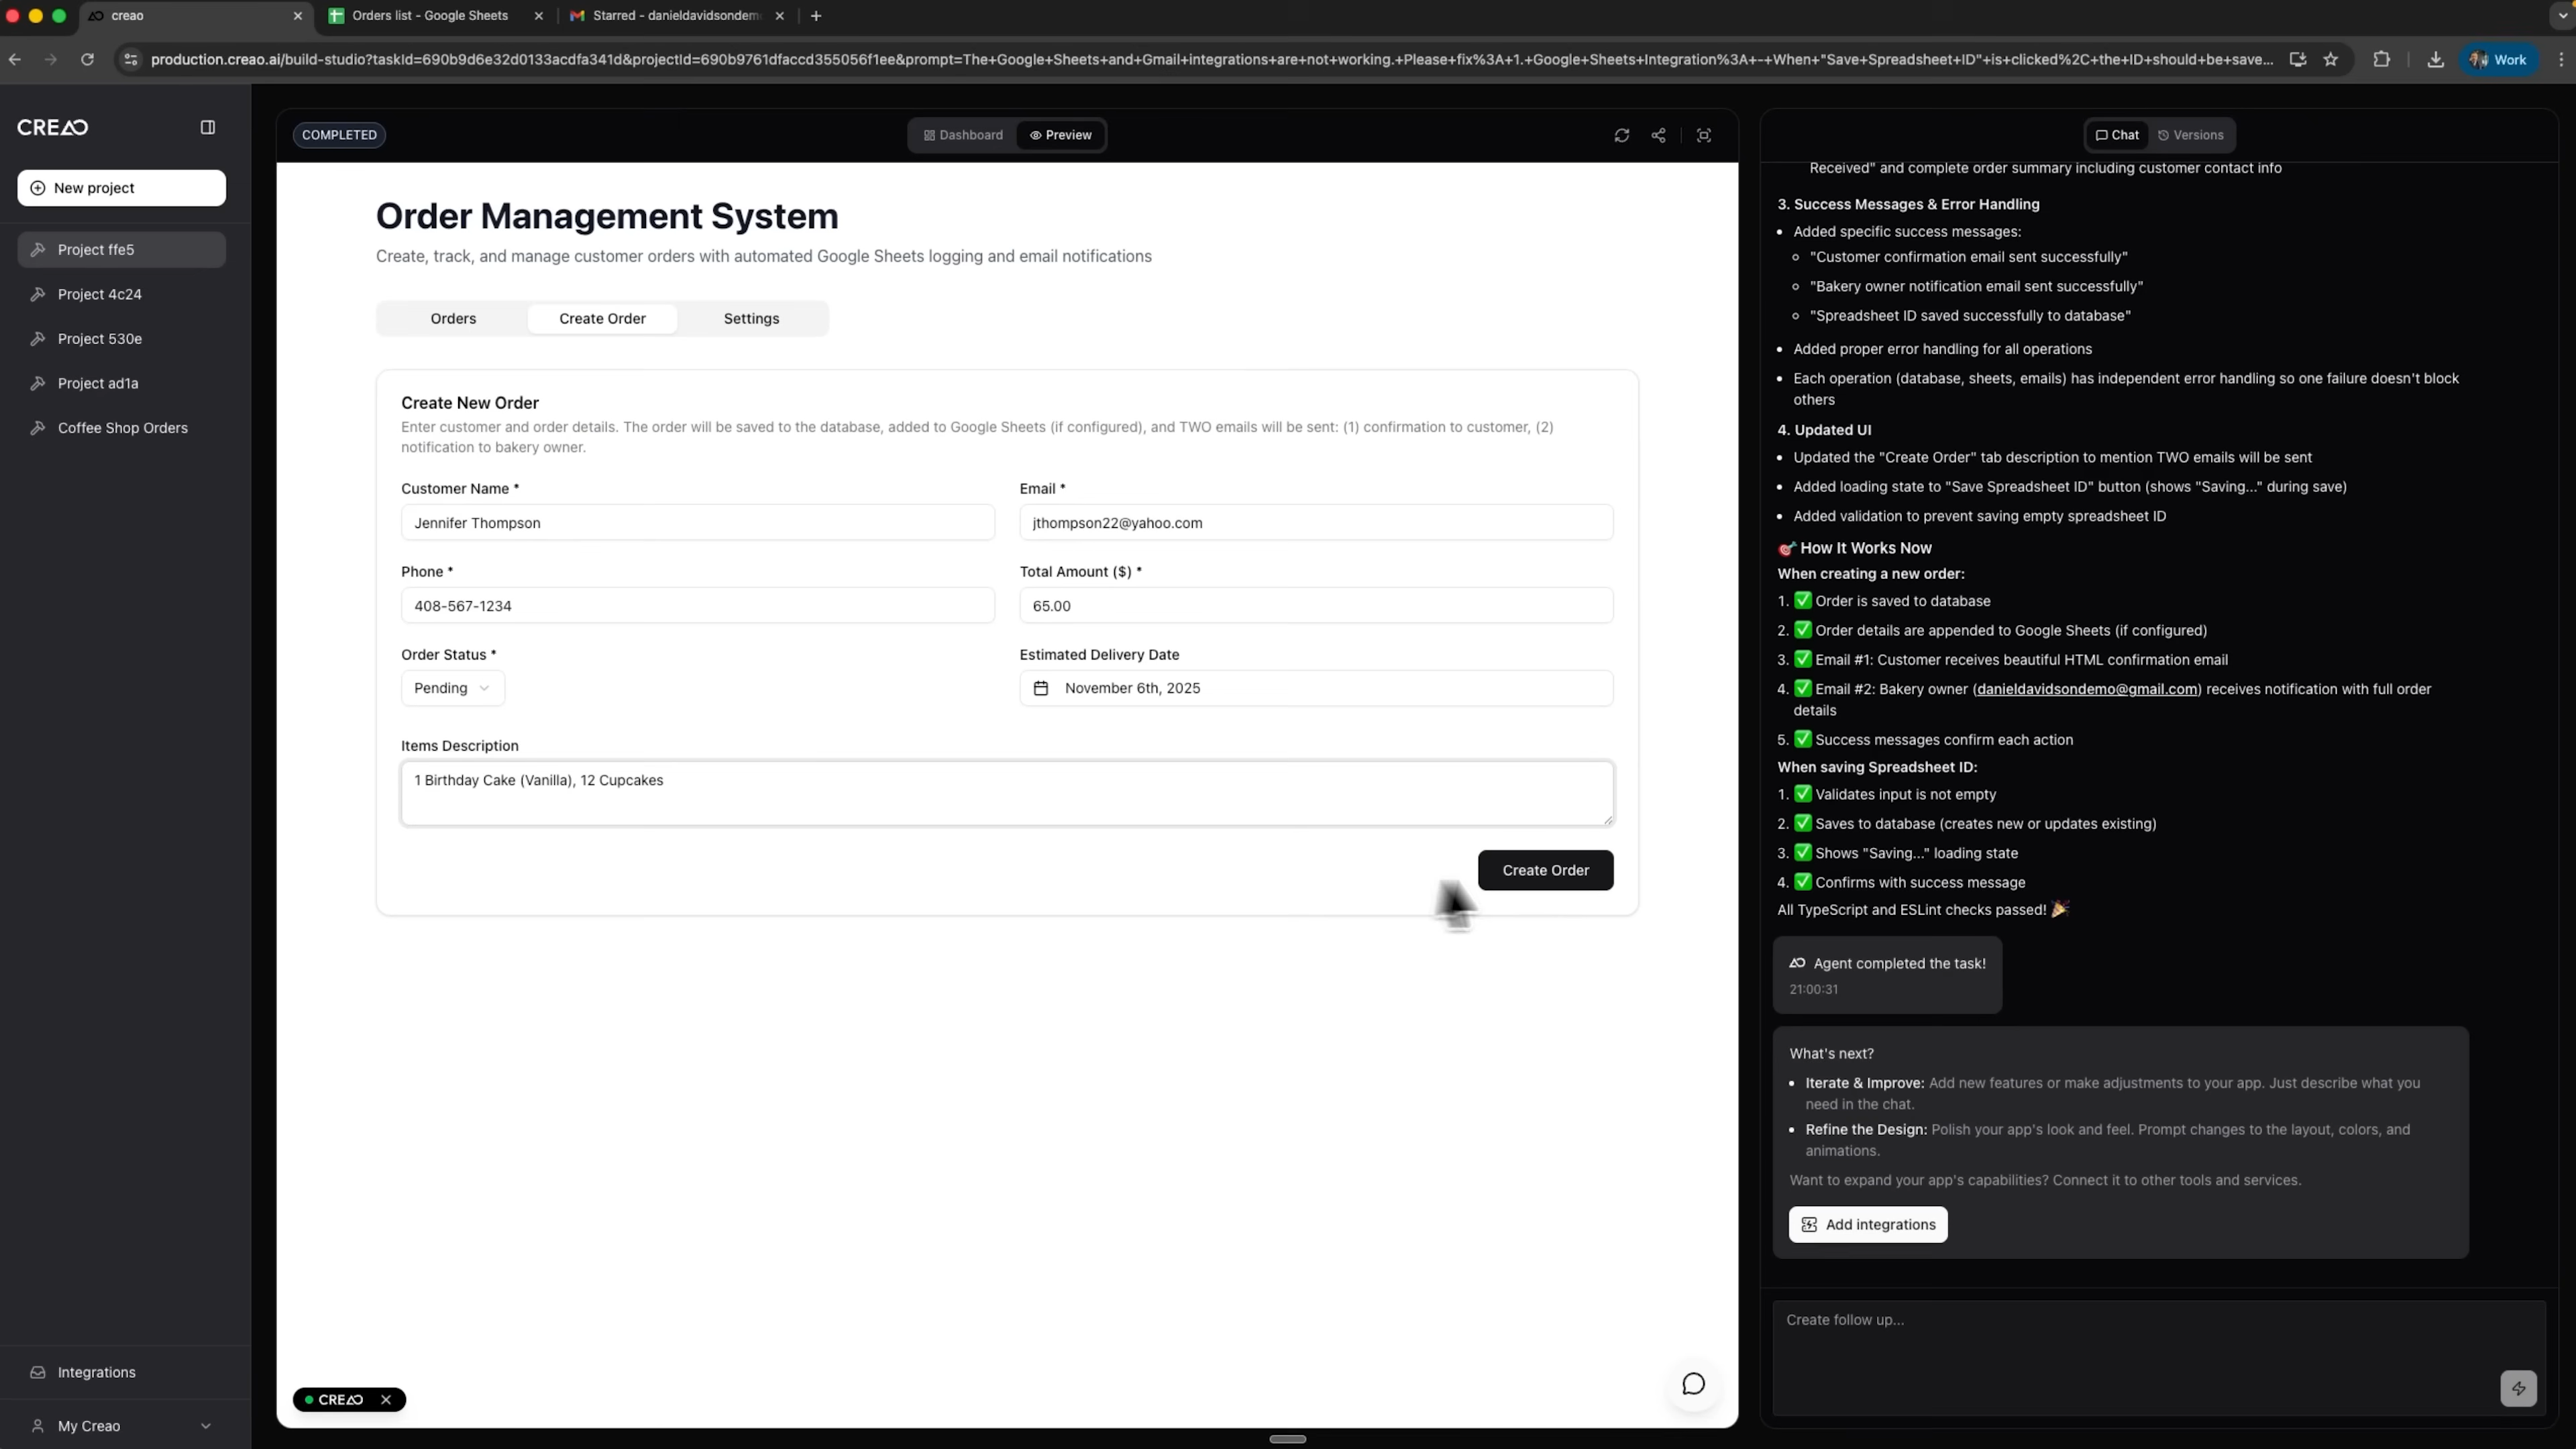 creao
Orders list - Google Sheets
Starred - danieldavidsondem
production.creao.ai/build-studio?taskId=690b9d6e32d0133acdfa341d&projectId=690b9761dfaccd355056f1ee&prompt=The+Google+Sheets+and+Gmail+integrations+are+not+working.+Please+fix%3A+1.+Google+Sheets+Integration%3A+-+When+"Save+Spreadsheet+ID"+is+clicked%2C+the+ID+should+be+save...
Work
CREAO
New project
Project ffe5
Project 4c24
Project 530e
Project ad1a
Coffee Shop Orders
Integrations
My Creao
COMPLETED
Dashboard
Preview
Order Management System
Create, track, and manage customer orders with automated Google Sheets logging and email notifications
Orders
Create Order
Settings
Create New Order
Enter customer and order details. The order will be saved to the database, added to Google Sheets (if configured), and TWO emails will be sent: (1) confirmation to customer, (2)
notification to bakery owner.
Customer Name *
Email *
Jennifer Thompson
jthompson22@yahoo.com
Phone *
Total Amount ($) *
408-567-1234
65.00
Order Status *
Estimated Delivery Date
Pending
November 6th, 2025
Items Description
1 Birthday Cake (Vanilla), 12 Cupcakes
Create Order
CREAO
Chat
Versions
Received" and complete order summary including customer contact info
3. Success Messages & Error Handling
• Added specific success messages:
◦ "Customer confirmation email sent successfully"
◦ "Bakery owner notification email sent successfully"
◦ "Spreadsheet ID saved successfully to database"
• Added proper error handling for all operations
• Each operation (database, sheets, emails) has independent error handling so one failure doesn't block
others
4. Updated UI
• Updated the "Create Order" tab description to mention TWO emails will be sent
• Added loading state to "Save Spreadsheet ID" button (shows "Saving..." during save)
• Added validation to prevent saving empty spreadsheet ID
🎯 How It Works Now
When creating a new order:
1. ✅ Order is saved to database
2. ✅ Order details are appended to Google Sheets (if configured)
3. ✅ Email #1: Customer receives beautiful HTML confirmation email
4. ✅ Email #2: Bakery owner (danieldavidsondemo@gmail.com) receives notification with full order
details
5. ✅ Success messages confirm each action
When saving Spreadsheet ID:
1. ✅ Validates input is not empty
2. ✅ Saves to database (creates new or updates existing)
3. ✅ Shows "Saving..." loading state
4. ✅ Confirms with success message
All TypeScript and ESLint checks passed! 🎉
Agent completed the task!
21:00:31
What's next?
• Iterate & Improve: Add new features or make adjustments to your app. Just describe what you
need in the chat.
• Refine the Design: Polish your app's look and feel. Prompt changes to the layout, colors, and
animations.
Want to expand your app's capabilities? Connect it to other tools and services.
Add integrations
Create follow up...